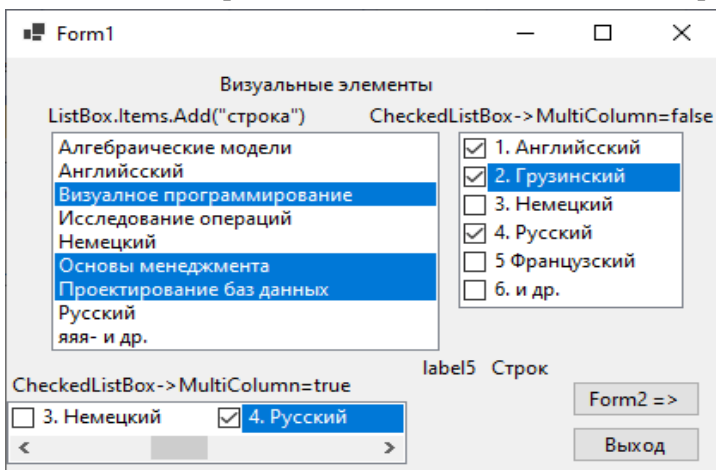 Form1
Визуальные элементы
ListBox.Items.Add("строка")
CheckedListBox->MultiColumn=false
Алгебраические модели
Английсский
Визуалное программирование
Исследование операций
Немецкий
Основы менеджмента
Проектирование баз данных
Русский
яяя- и др.
1. Английсский
2. Грузинский
3. Немецкий
4. Русский
5 Французский
6. и др.
label5 Строк
CheckedListBox->MultiColumn=true
3. Немецкий
4. Русский
Form2 =>
Выход